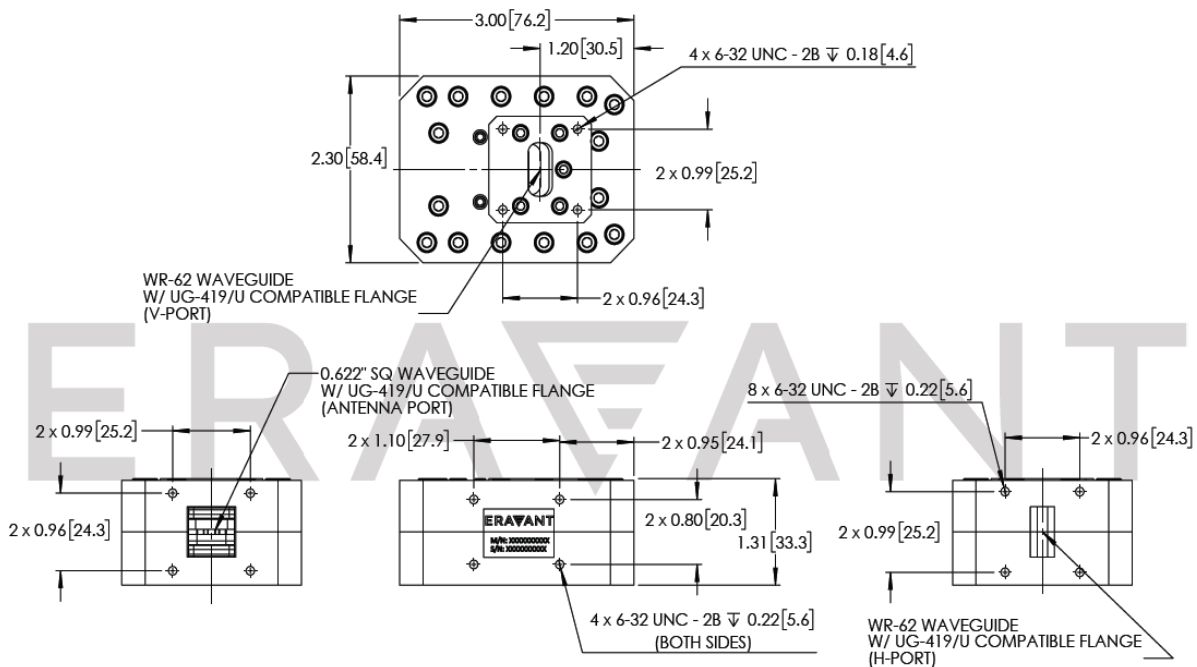 3.00[76.2]
1.20[30.5]
4 x 6-32 UNC - 2B ↧ 0.18[4.6]
2.30[58.4]
2 x 0.99[25.2]
WR-62 WAVEGUIDE
W/ UG-419/U COMPATIBLE FLANGE
(V-PORT)
2 x 0.96[24.3]
ERAVANT
0.622" SQ WAVEGUIDE
W/ UG-419/U COMPATIBLE FLANGE
(ANTENNA PORT)
8 x 6-32 UNC - 2B ↧ 0.22[5.6]
2 x 0.99[25.2]
2 x 1.10[27.9]
2 x 0.95[24.1]
2 x 0.96[24.3]
2 x 0.96[24.3]
ERAVANT
M/N: XXXXXXXXXX
S/N: XXXXXXXXXX
2 x 0.80[20.3]
1.31[33.3]
2 x 0.99[25.2]
4 x 6-32 UNC - 2B ↧ 0.22[5.6]
(BOTH SIDES)
WR-62 WAVEGUIDE
W/ UG-419/U COMPATIBLE FLANGE
(H-PORT)